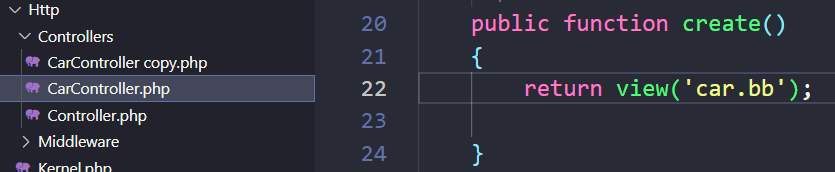 Http
Controllers
CarController copy.php
CarController.php
Controller.php
Middleware
Kernel.php
20 public function create()
21 {
22 return view('car.bb');
23
24 }